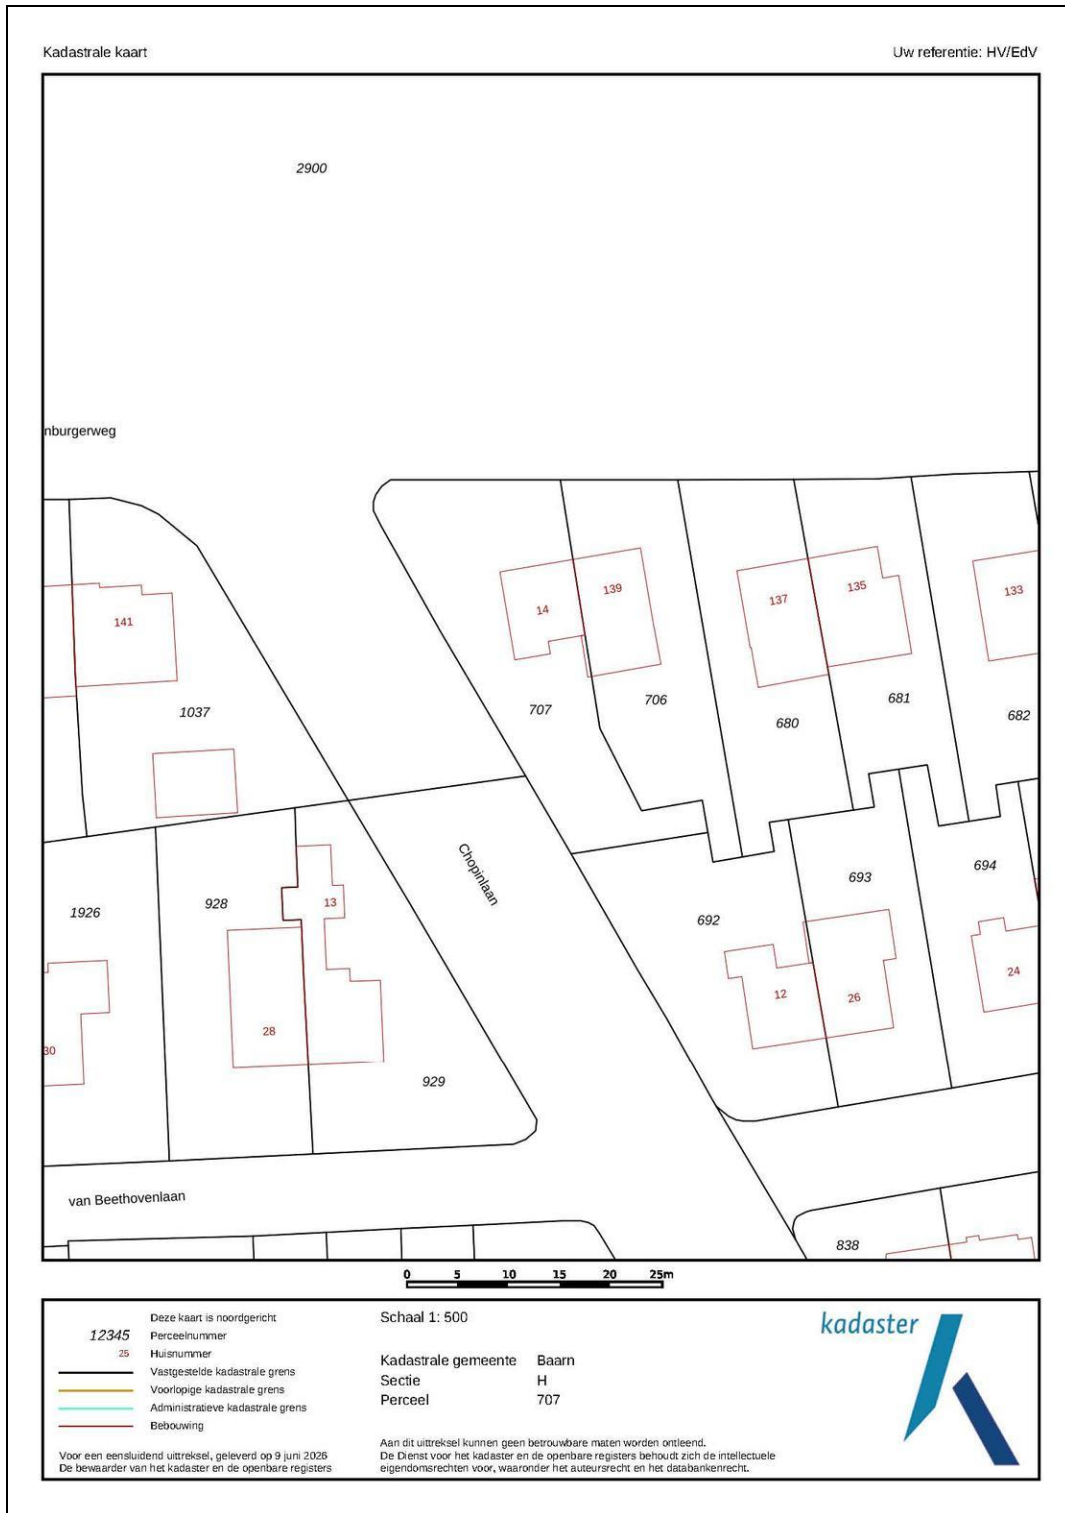 Kadastrale kaart
Uw referentie: HV/EdV
2900
nburgerweg
141
14
139
137
135
133
1037
707
706
680
681
682
Chopinlaan
1926
928
13
692
693
694
30
28
12
26
24
929
van Beethovenlaan
838
0 5 10 15 20 25m
Deze kaart is noordgericht
12345 Perceelnummer
25 Huisnummer
Vastgestelde kadastrale grens
Voorlopige kadastrale grens
Administratieve kadastrale grens
Bebouwing
Voor een eensluidend uittreksel, geleverd op 9 juni 2026
De bewaarder van het kadaster en de openbare registers
Schaal 1: 500
Kadastrale gemeente Baarn
Sectie H
Perceel 707
Aan dit uittreksel kunnen geen betrouwbare maten worden ontleend.
De Dienst voor het kadaster en de openbare registers behoudt zich de intellectuele
eigendomsrechten voor, waaronder het auteursrecht en het databankenrecht.
kadaster